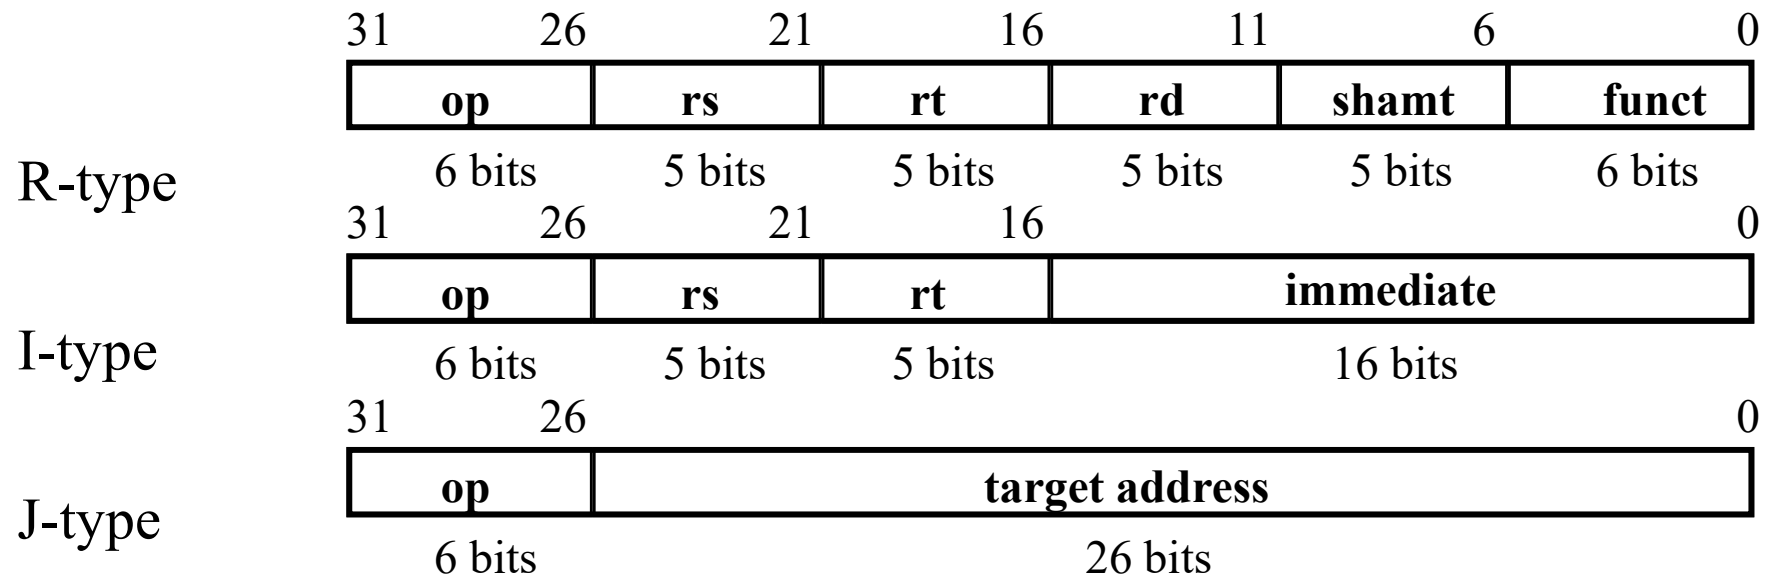 31 26 21 16 11 6 0
op rs rt rd shamt funct
6 bits 5 bits 5 bits 5 bits 5 bits 6 bits
R-type
31 26 21 16 0
op rs rt immediate
6 bits 5 bits 5 bits 16 bits
I-type
31 26 0
op target address
6 bits 26 bits
J-type